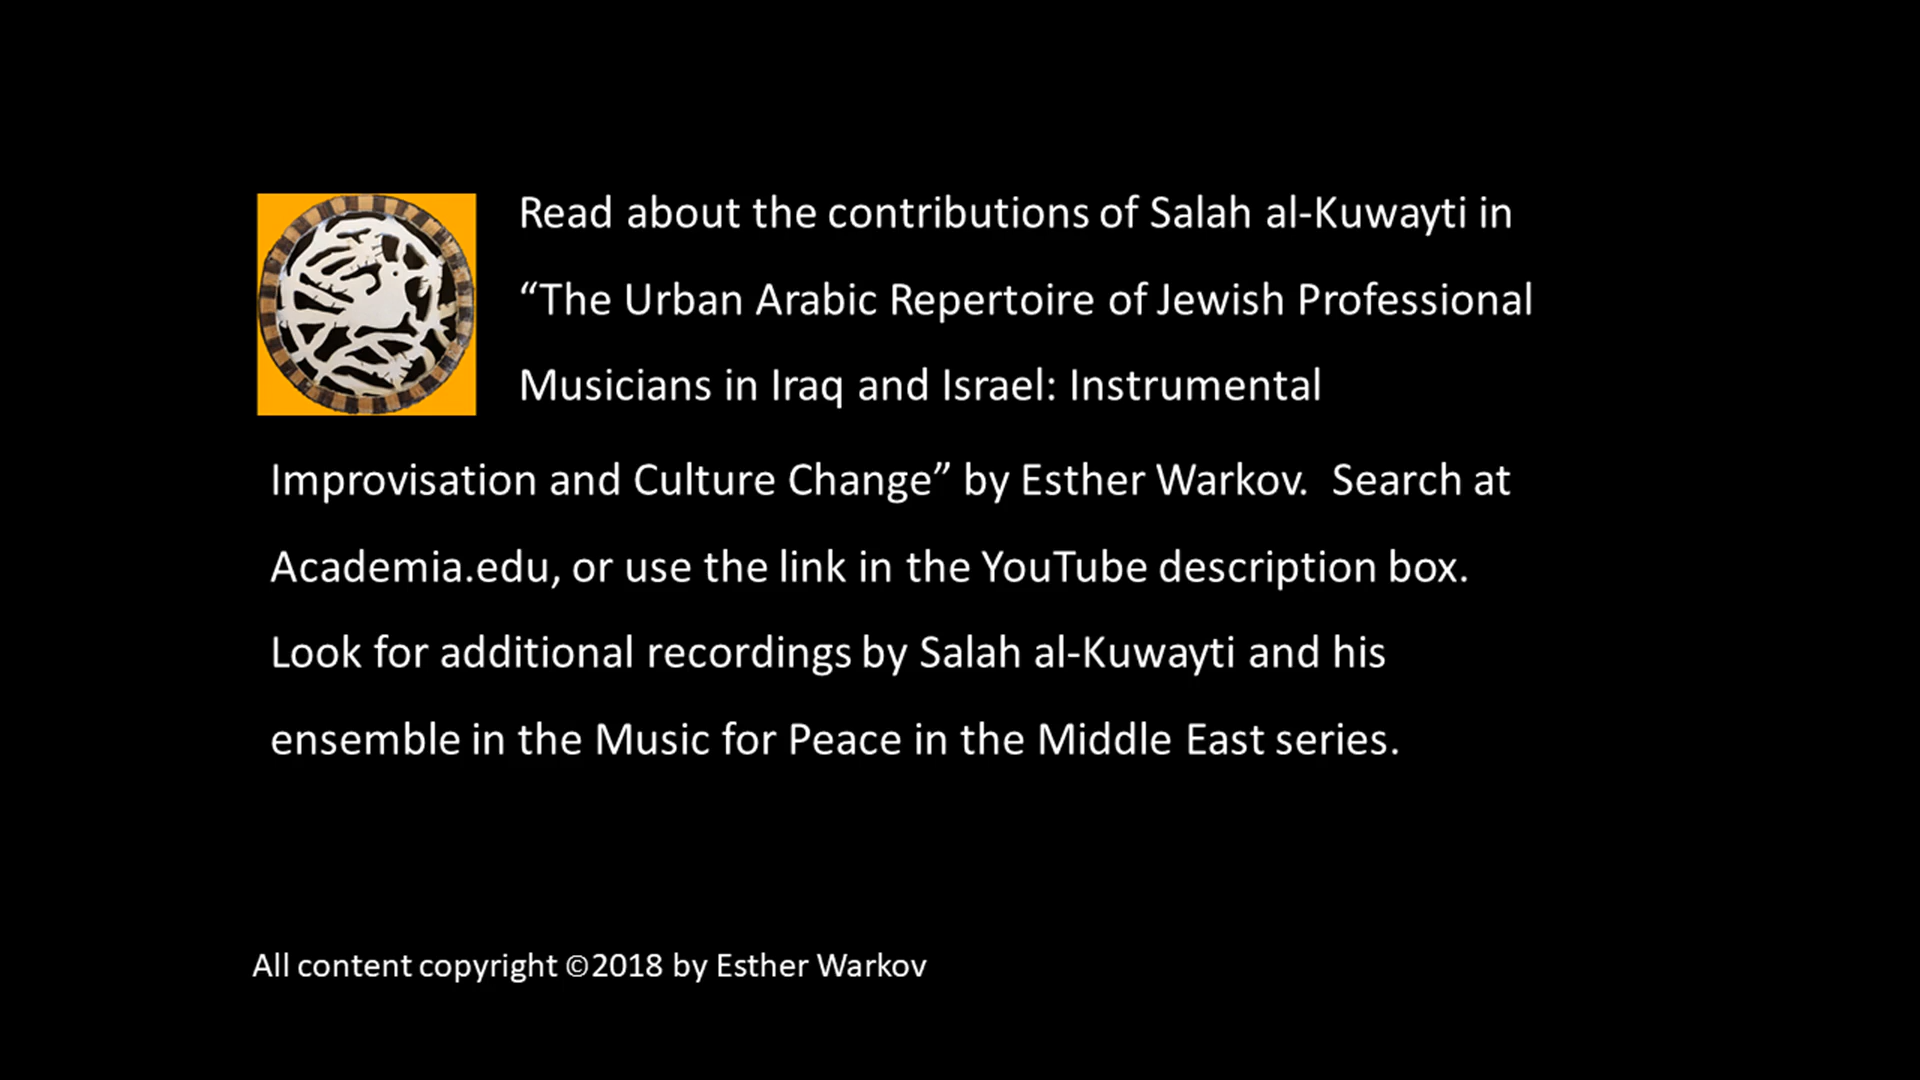 Read about the contributions of Salah al-Kuwayti in
“The Urban Arabic Repertoire of Jewish Professional
Musicians in Iraq and Israel: Instrumental
Improvisation and Culture Change” by Esther Warkov.  Search at
Academia.edu, or use the link in the YouTube description box.
Look for additional recordings by Salah al-Kuwayti and his
ensemble in the Music for Peace in the Middle East series.
All content copyright ©2018 by Esther Warkov